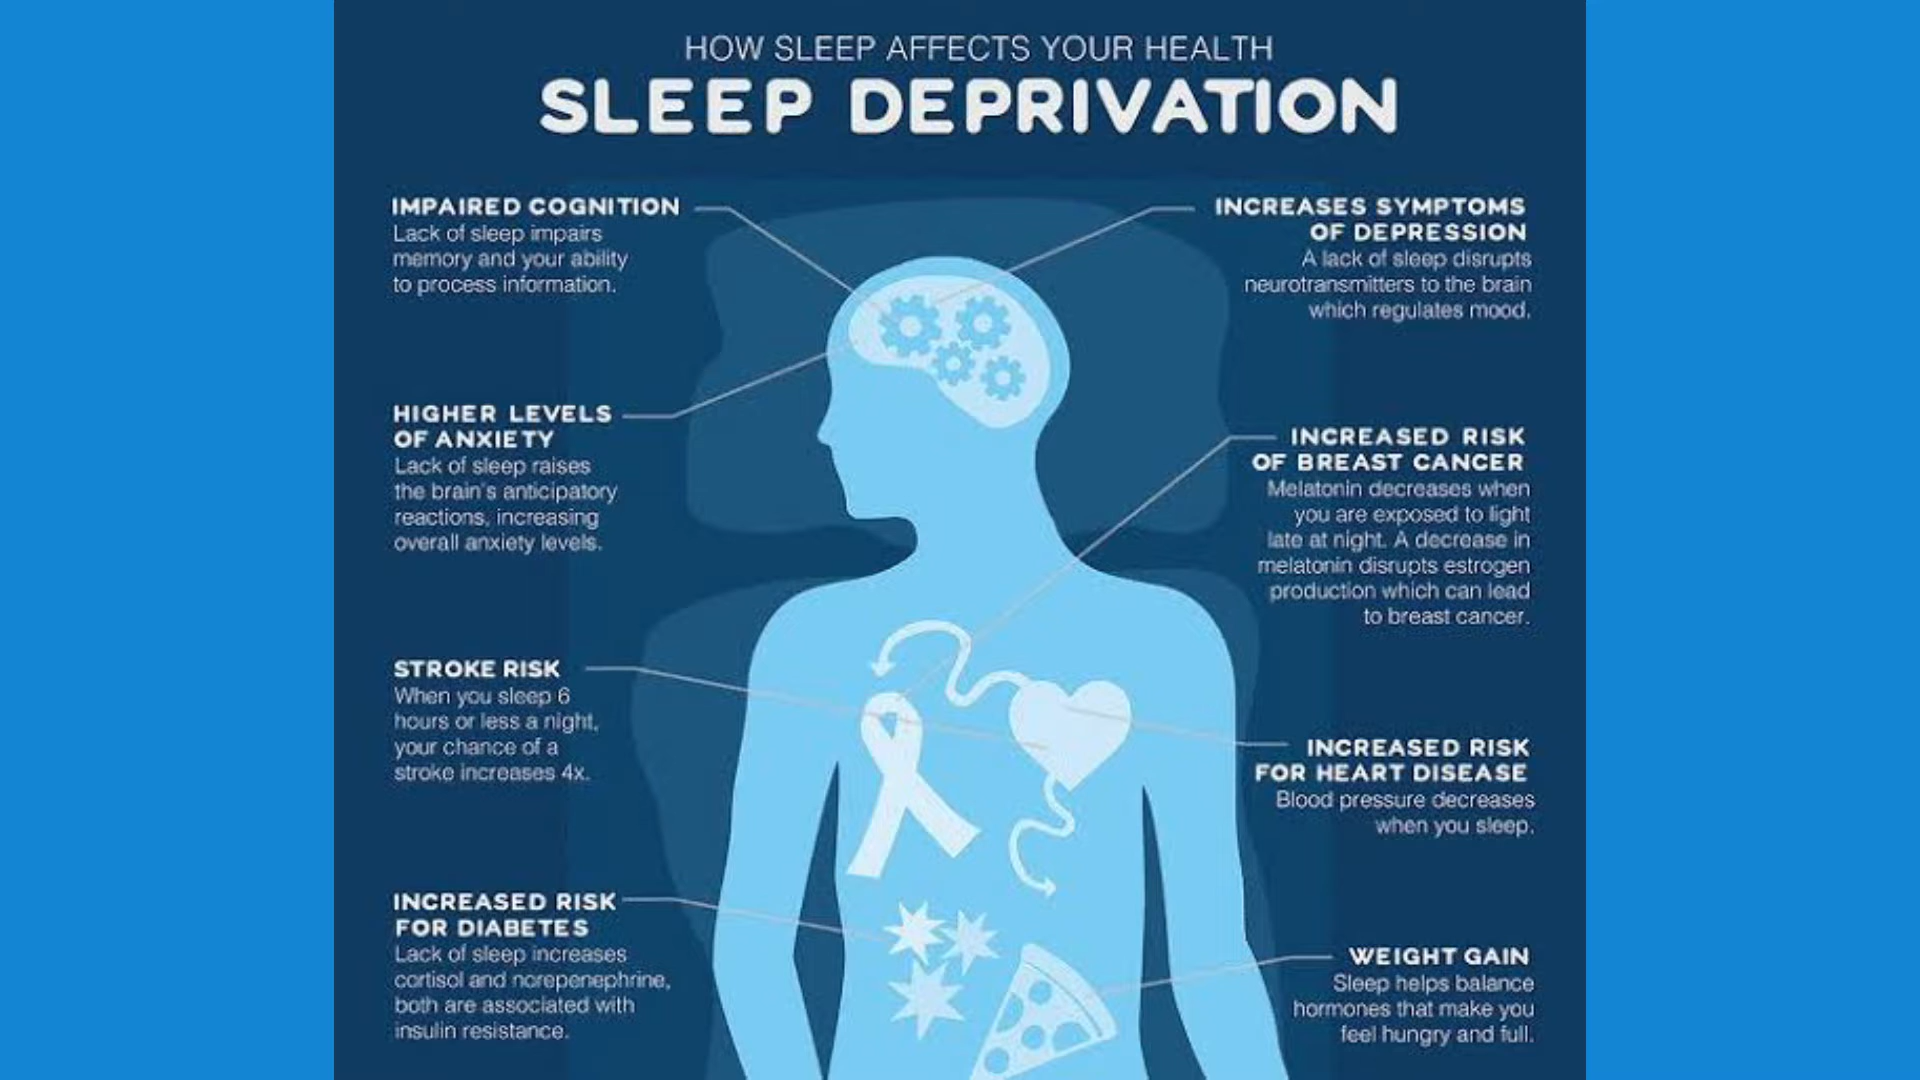 HOW SLEEP AFFECTS YOUR HEALTH
SLEEP DEPRIVATION
IMPAIRED COGNITION
Lack of sleep impairs
memory and your ability
to process information.
HIGHER LEVELS
OF ANXIETY
Lack of sleep raises
the brain's anticipatory
reactions, increasing
overall anxiety levels.
STROKE RISK
When you sleep 6
hours or less a night,
your chance of a
stroke increases 4x.
INCREASED RISK
FOR DIABETES
Lack of sleep increases
cortisol and norepenephrine,
both are associated with
insulin resistance.
INCREASES SYMPTOMS
OF DEPRESSION
A lack of sleep disrupts
neurotransmitters to the brain
which regulates mood.
INCREASED RISK
OF BREAST CANCER
Melatonin decreases when
you are exposed to light
late at night. A decrease in
melatonin disrupts estrogen
production which can lead
to breast cancer.
INCREASED RISK
FOR HEART DISEASE
Blood pressure decreases
when you sleep.
WEIGHT GAIN
Sleep helps balance
hormones that make you
feel hungry and full.